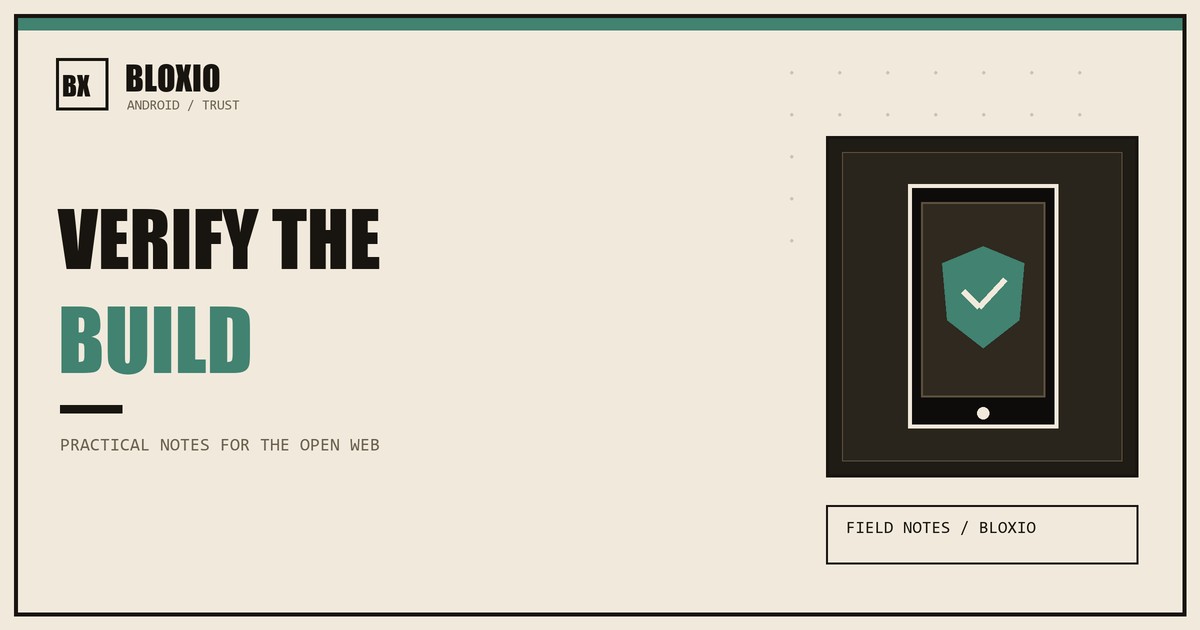 BX
BLOXIO
ANDROID / TRUST
VERIFY THE
BUILD
PRACTICAL NOTES FOR THE OPEN WEB
FIELD NOTES / BLOXIO